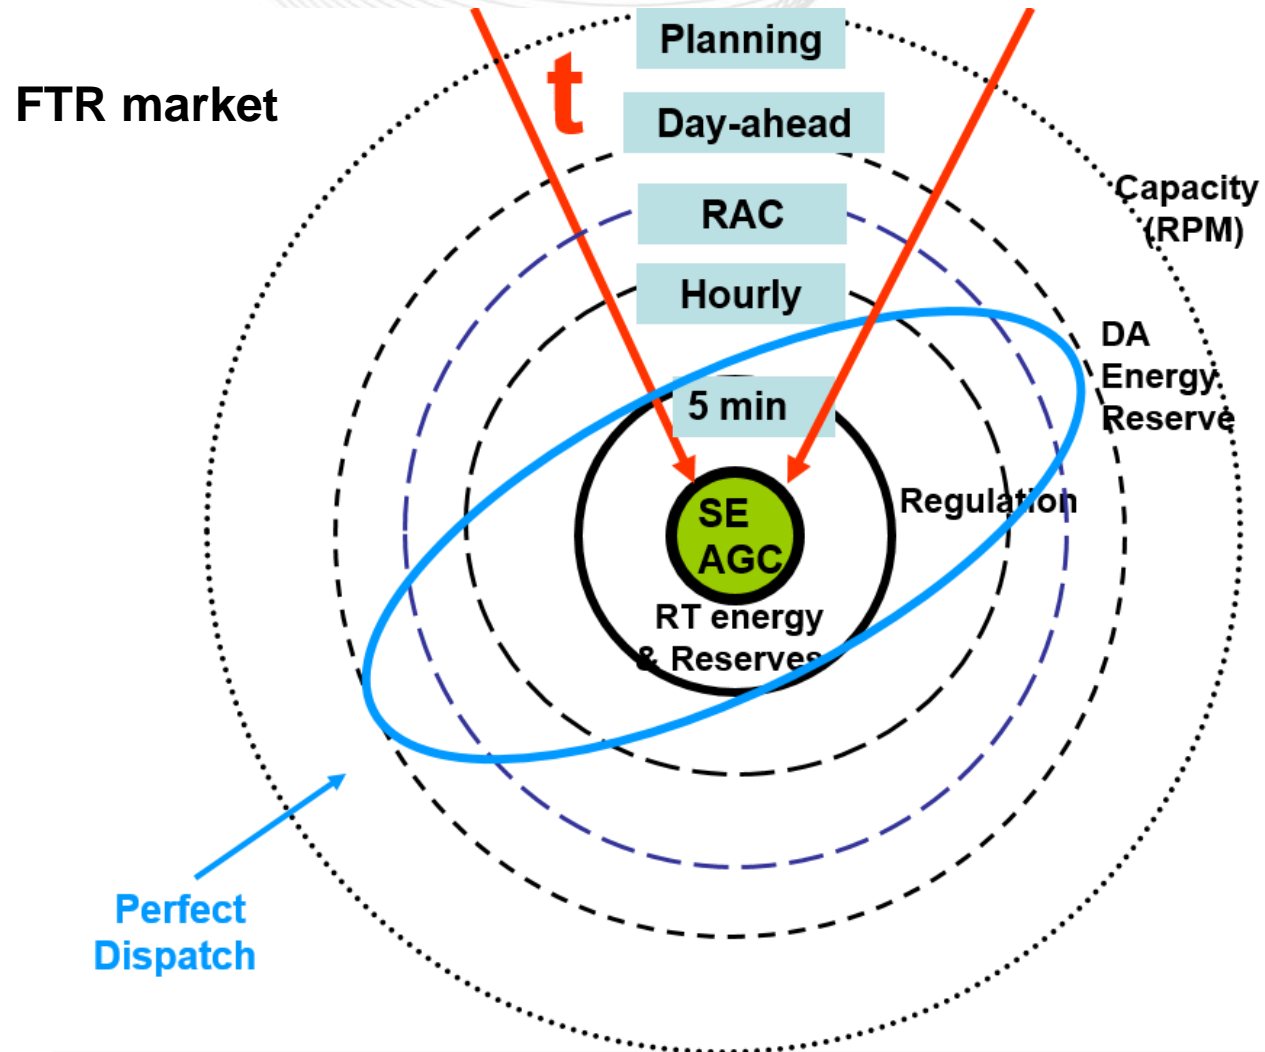 Planning
FTR market
t
Day-ahead
Capacity
(RPM)
RAC
Hourly
DA
Energy
Reserve
5 min
Regulation
SE
AGC
RT energy
& Reserves
Perfect
Dispatch